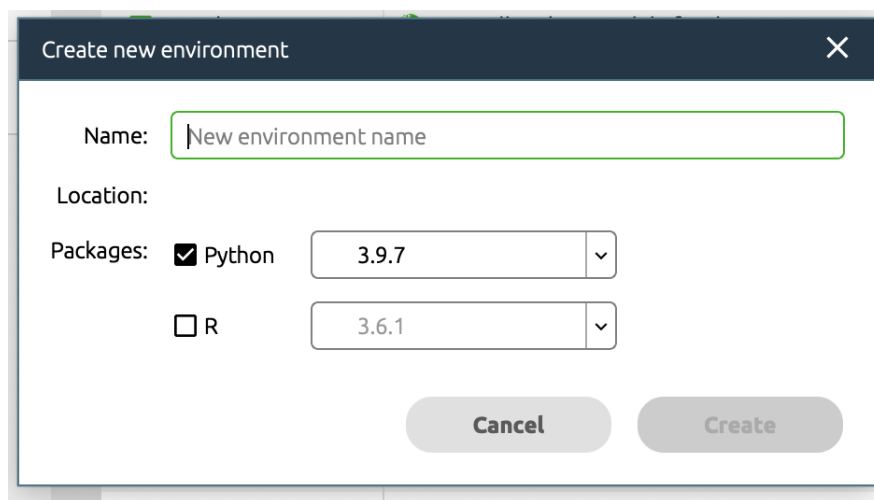 Create new environment
Name: New environment name
Location:
Packages: Python 3.9.7
R 3.6.1
Cancel Create